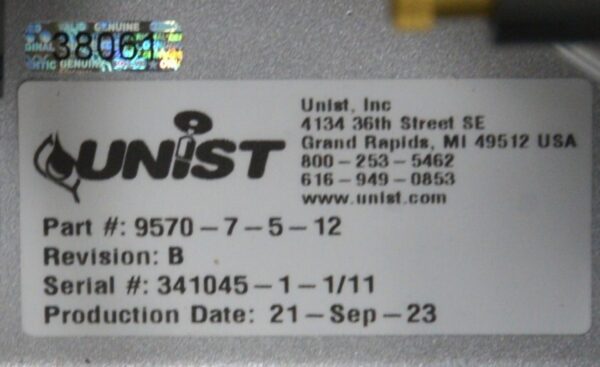 GENUINE
38061
GENUIN
UNIST
Unist, Inc
4134 36th Street SE
Grand Rapids, MI 49512 USA
800-253-5462
616-949-0853
www.unist.com
Part #: 9570-7-5-12
Revision: B
Serial #: 341045-1-1/11
Production Date: 21-Sep-23